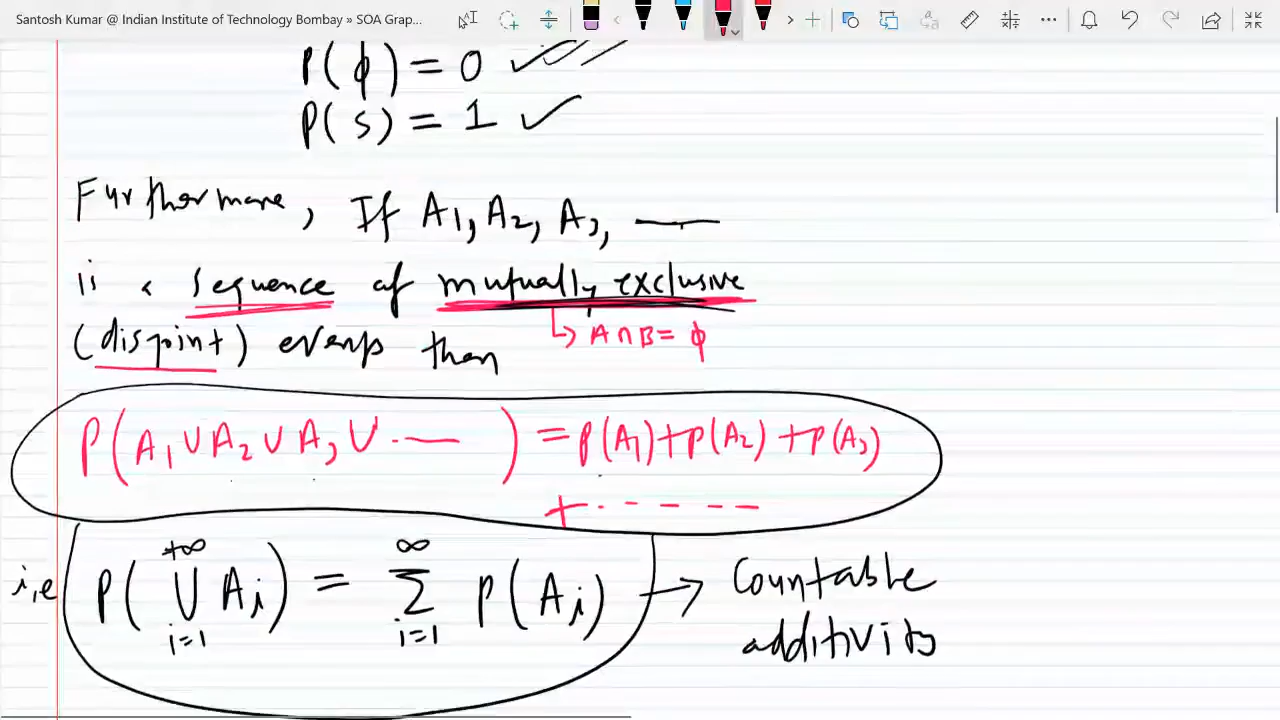 Santosh Kumar @ Indian Institute of Technology Bombay » SOA Grap...
P(ϕ) = 0
P(S) = 1
Furthermore, If A1, A2, A3,
is a sequence of mutually exclusive
→ A ∩ B = ϕ
(disjoint) events then
P(A1 ∪ A2 ∪ A3 ∪ ·—— ) = P(A1) + P(A2) + P(A3)
+ - - - - -
i,e P( +∞ ∪ i=1 Ai) = ∞ Σ i=1 P(Ai) → Countable
additivity